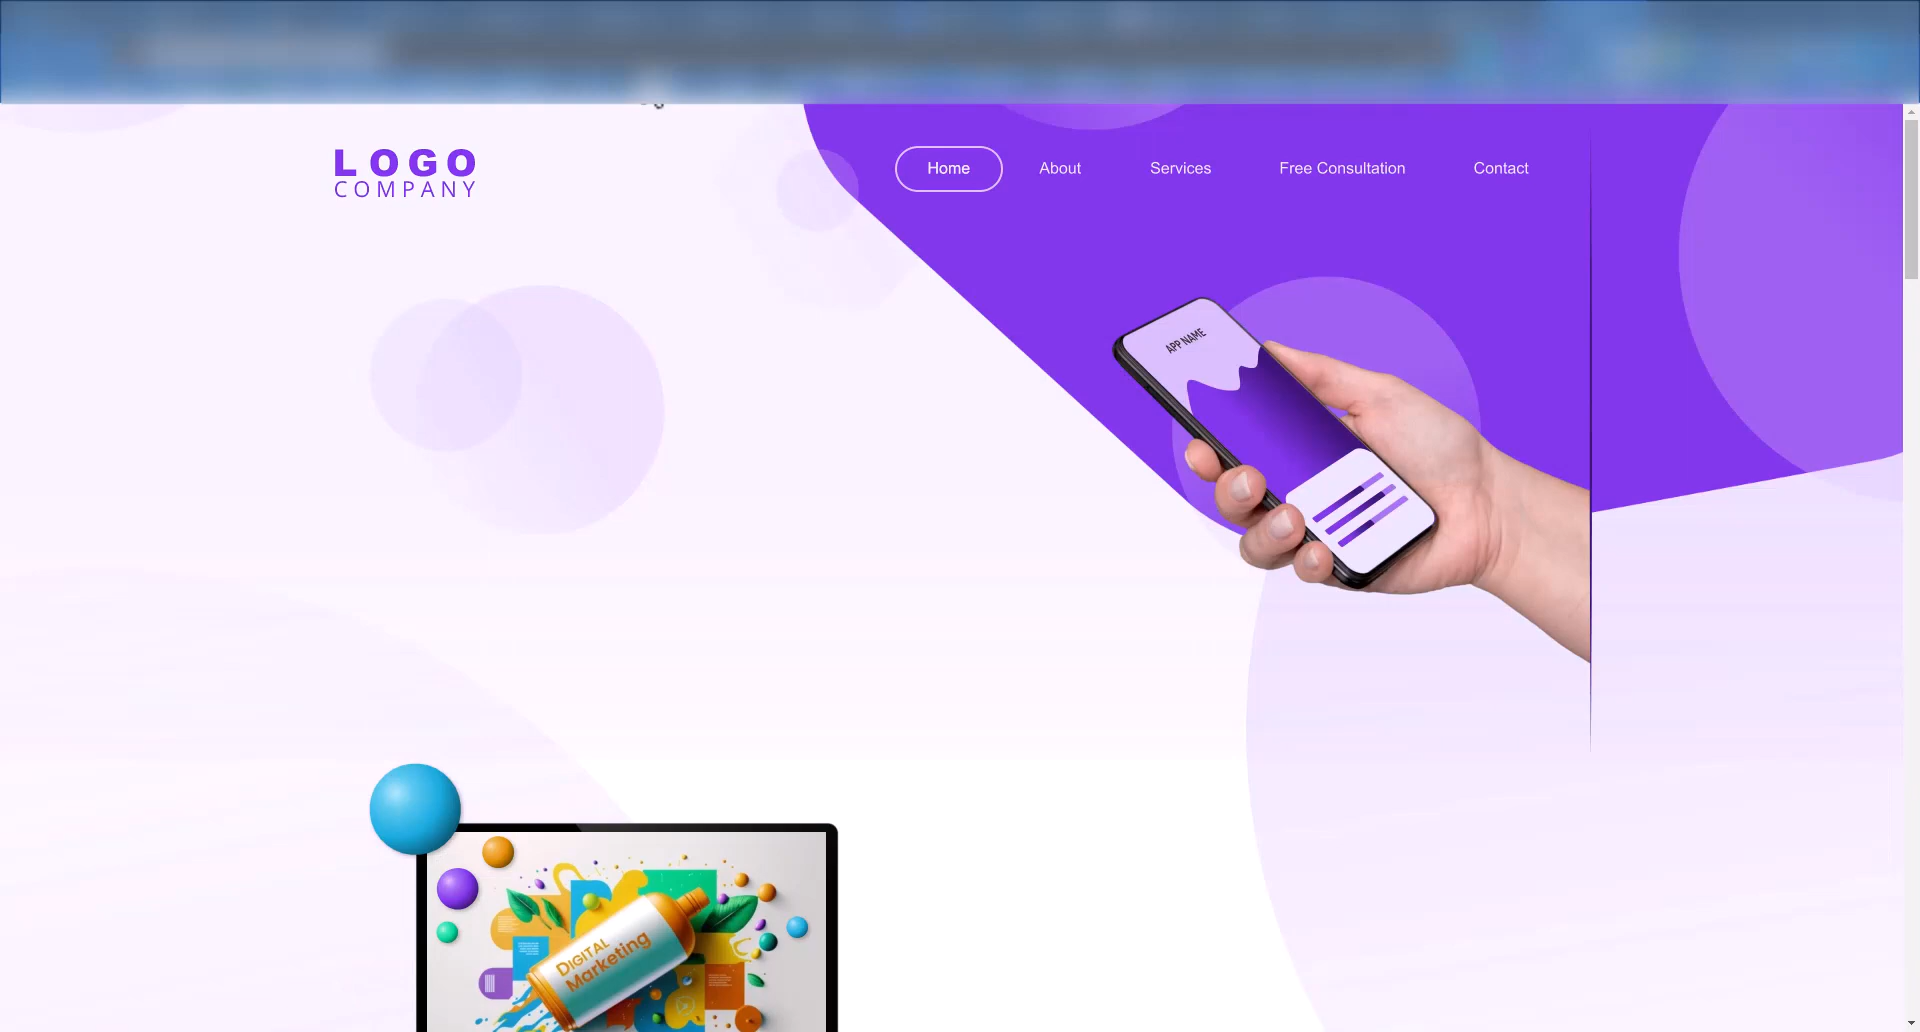 LOGO
COMPANY
Home About Services Free Consultation Contact
APP NAME
DIGITAL
Marketing